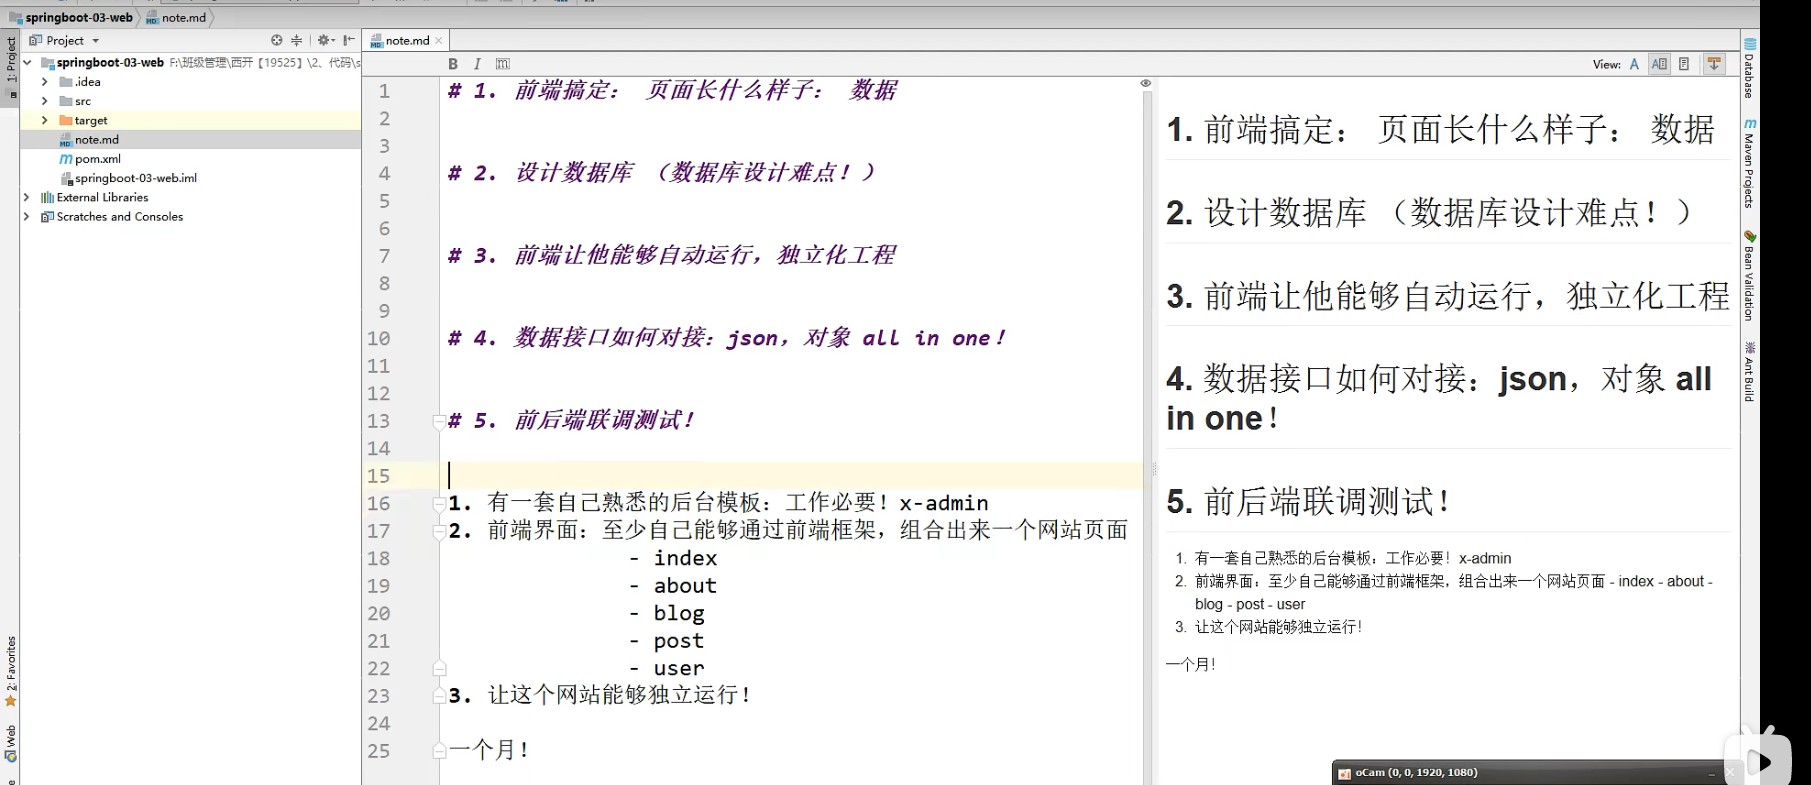 springboot-03-web
note.md
Project
springboot-03-web F:\班级管理\西开【19525】\2、代码\s
.idea
src
target
note.md
pom.xml
springboot-03-web.iml
External Libraries
Scratches and Consoles
1: Project
2: Favorites
Web
note.md
B I m
View: A
1 # 1. 前端搞定： 页面长什么样子： 数据
2
3
4 # 2. 设计数据库 （数据库设计难点！）
5
6
7 # 3. 前端让他能够自动运行，独立化工程
8
9
10 # 4. 数据接口如何对接：json，对象 all in one！
11
12
13 # 5. 前后端联调测试！
14
15
16 1. 有一套自己熟悉的后台模板：工作必要！x-admin
17 2. 前端界面：至少自己能够通过前端框架，组合出来一个网站页面
18 - index
19 - about
20 - blog
21 - post
22 - user
23 3. 让这个网站能够独立运行！
24
25 一个月！
1. 前端搞定： 页面长什么样子： 数据
2. 设计数据库 （数据库设计难点！）
3. 前端让他能够自动运行，独立化工程
4. 数据接口如何对接：json，对象 all
in one！
5. 前后端联调测试！
1. 有一套自己熟悉的后台模板：工作必要！x-admin
2. 前端界面：至少自己能够通过前端框架，组合出来一个网站页面 - index - about -
blog - post - user
3. 让这个网站能够独立运行！
一个月！
Database
Maven Projects
Bean Validation
Ant Build
oCam (0, 0, 1920, 1080)